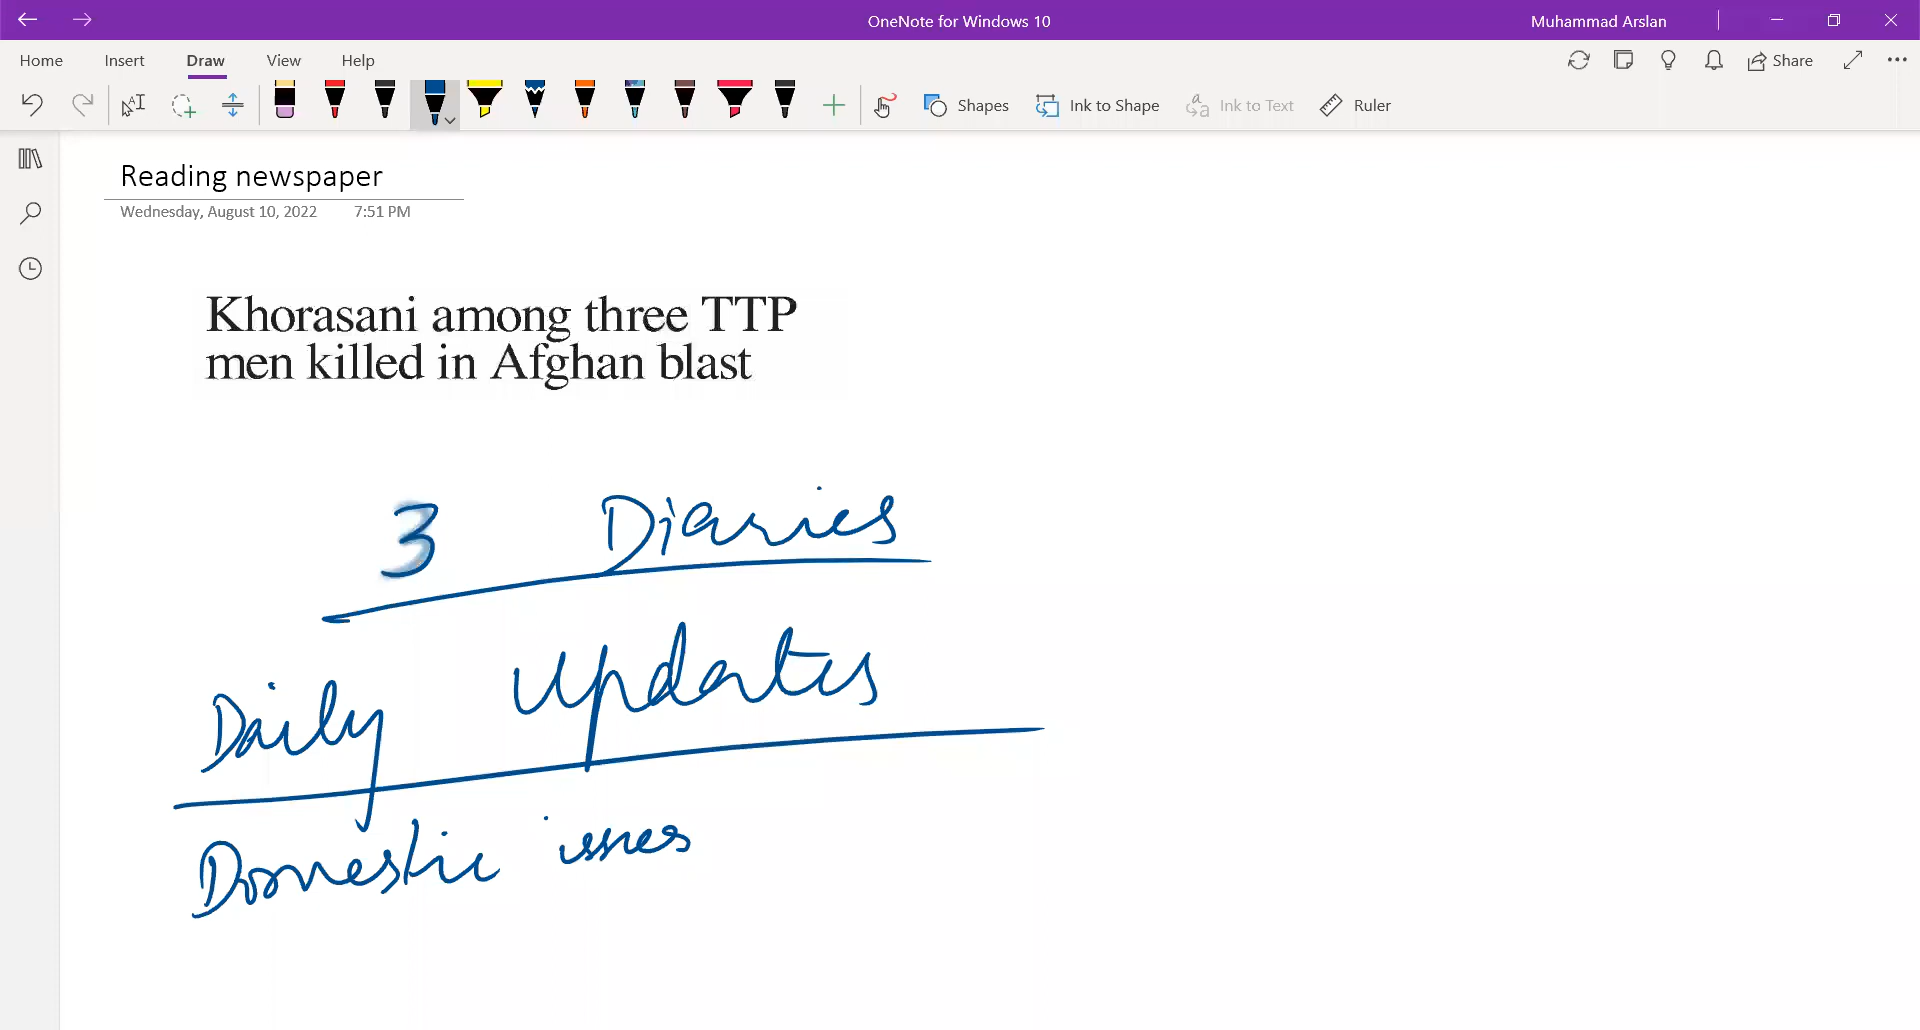 OneNote for Windows 10
Muhammad Arslan
Home Insert Draw View Help
Share
Shapes Ink to Shape Ink to Text Ruler
Reading newspaper
Wednesday, August 10, 2022 7:51 PM
Khorasani among three TTP
men killed in Afghan blast
3 Diaries
Daily updates
Domestic issues